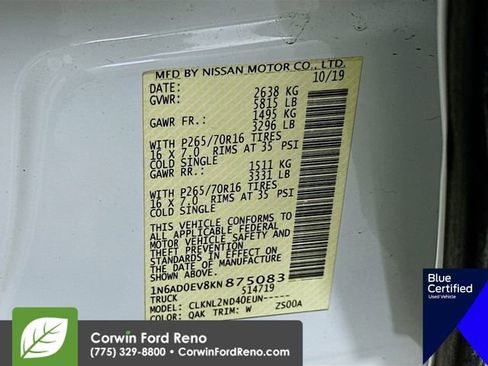 MFD BY NISSAN MOTOR CO., LTD.
DATE: 10/19
GVWR: 2638 KG
5815 LB
GAWR FR.: 1495 KG
3296 LB
WITH P265/70R16 TIRES
16 X 7.0 RIMS AT 35 PSI
COLD SINGLE
GAWR RR.: 1511 KG
3331 LB
WITH P265/70R16 TIRES
16 X 7.0 RIMS AT 35 PSI
COLD SINGLE
THIS VEHICLE CONFORMS TO
ALL APPLICABLE FEDERAL
MOTOR VEHICLE SAFETY AND
THEFT PREVENTION
STANDARDS IN EFFECT ON
THE DATE OF MANUFACTURE
SHOWN ABOVE.
1N6AD0EV8KN875083
TRUCK S14719
MODEL: CLKNL2ND40EUN-----
COLOR: QAK TRIM: W ZS00A
Blue
Certified
Used Vehicle
Corwin Ford Reno
(775) 329-8800 • CorwinFordReno.com